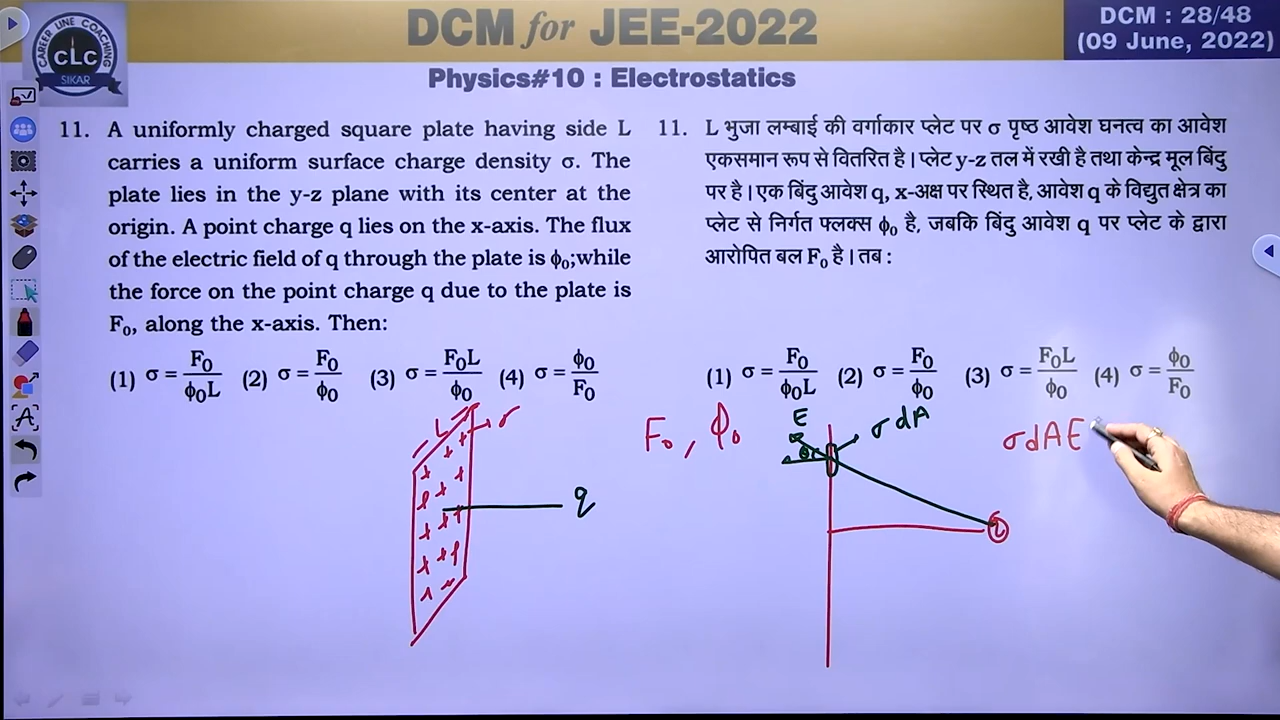 DCM for JEE-2022
DCM : 28/48
(09 June, 2022)
CAREER LINE COACHING
CLC
SIKAR
Physics#10 : Electrostatics
11. A uniformly charged square plate having side L
carries a uniform surface charge density σ. The
plate lies in the y-z plane with its center at the
origin. A point charge q lies on the x-axis. The flux
of the electric field of q through the plate is ϕ₀;while
the force on the point charge q due to the plate is
F₀, along the x-axis. Then:
(1) σ = F₀/ϕ₀L (2) σ = F₀/ϕ₀ (3) σ = F₀L/ϕ₀ (4) σ = ϕ₀/F₀
11. L भुजा लम्बाई की वर्गाकार प्लेट पर σ पृष्ठ आवेश घनत्व का आवेश
एकसमान रूप से वितरित है। प्लेट y-z तल में रखी है तथा केन्द्र मूल बिंदु
पर है। एक बिंदु आवेश q, x-अक्ष पर स्थित है, आवेश q के विद्युत क्षेत्र का
प्लेट से निर्गत फ्लक्स ϕ₀ है, जबकि बिंदु आवेश q पर प्लेट के द्वारा
आरोपित बल F₀ है। तब :
(1) σ = F₀/ϕ₀L (2) σ = F₀/ϕ₀ (3) σ = F₀L/ϕ₀ (4) σ = ϕ₀/F₀
L
σ
q
F₀, ϕ₀
E
θ
σdA
q
σdAE